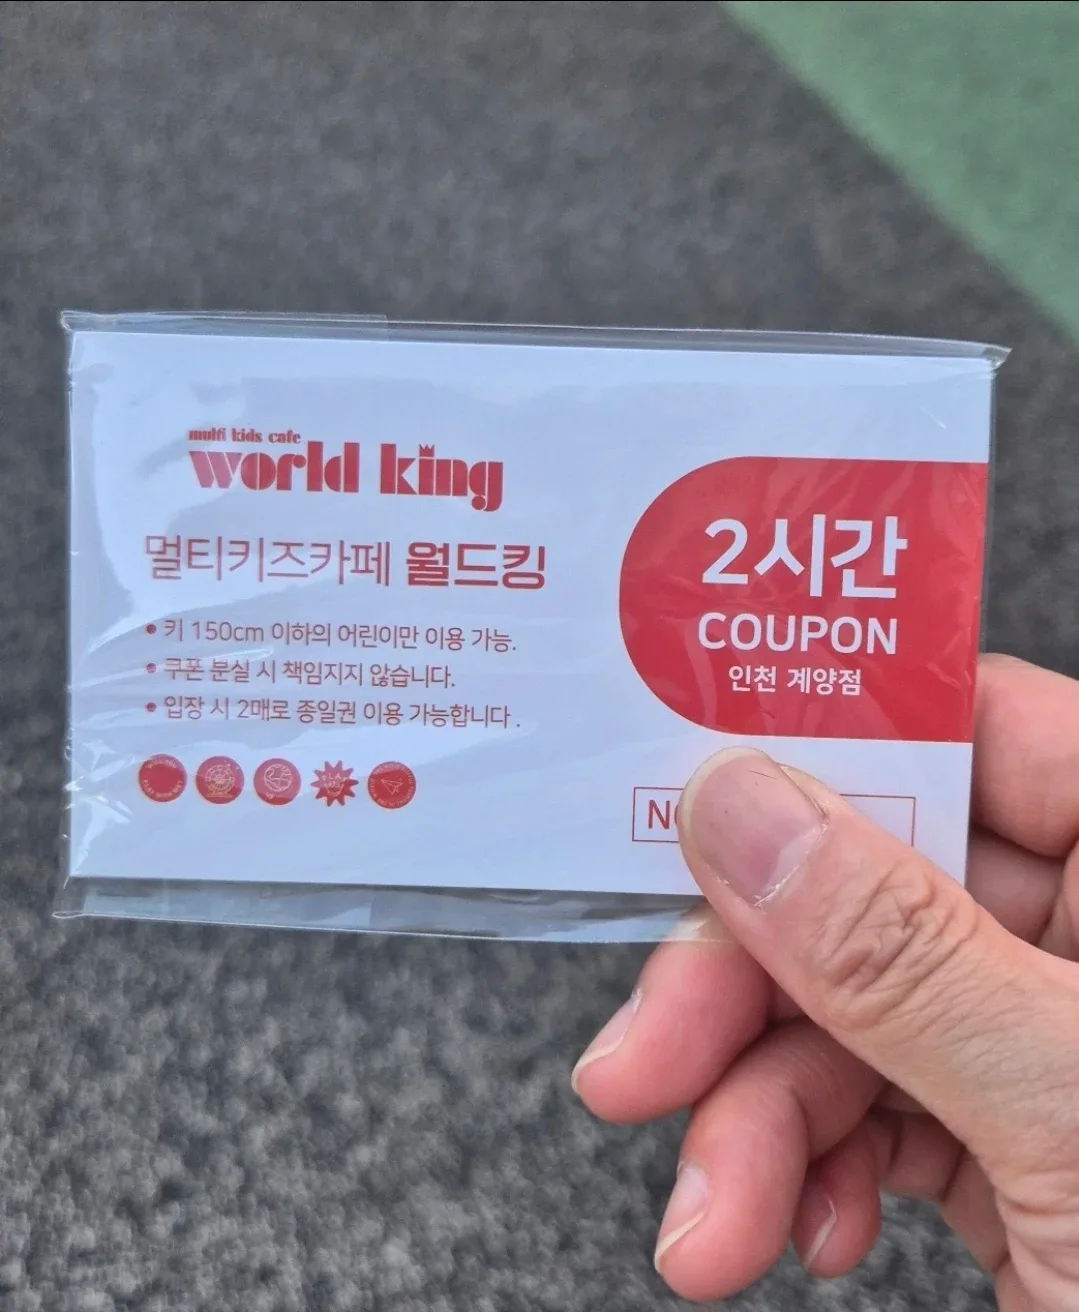 multi kids cafe
world king
멀티키즈카페 월드킹
• 키 150cm 이하의 어린이만 이용 가능.
• 쿠폰 분실 시 책임지지 않습니다.
• 입장 시 2매로 종일권 이용 가능합니다.
2시간
COUPON
인천 계양점